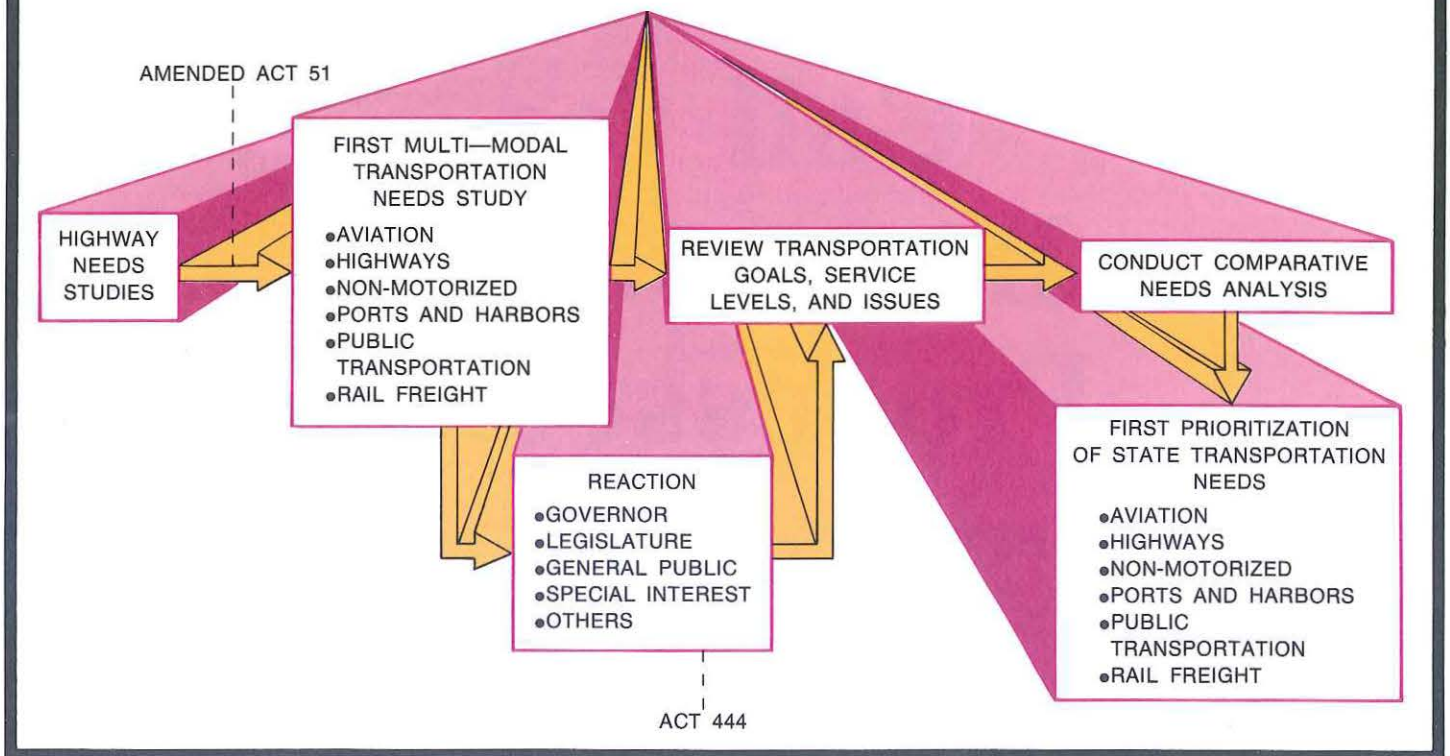 AMENDED ACT 51
HIGHWAY
NEEDS
STUDIES
FIRST MULTI—MODAL
TRANSPORTATION
NEEDS STUDY
●AVIATION
●HIGHWAYS
●NON-MOTORIZED
●PORTS AND HARBORS
●PUBLIC
TRANSPORTATION
●RAIL FREIGHT
REACTION
●GOVERNOR
●LEGISLATURE
●GENERAL PUBLIC
●SPECIAL INTEREST
●OTHERS
ACT 444
REVIEW TRANSPORTATION
GOALS, SERVICE
LEVELS, AND ISSUES
CONDUCT COMPARATIVE
NEEDS ANALYSIS
FIRST PRIORITIZATION
OF STATE TRANSPORTATION
NEEDS
●AVIATION
●HIGHWAYS
●NON-MOTORIZED
●PORTS AND HARBORS
●PUBLIC
TRANSPORTATION
●RAIL FREIGHT